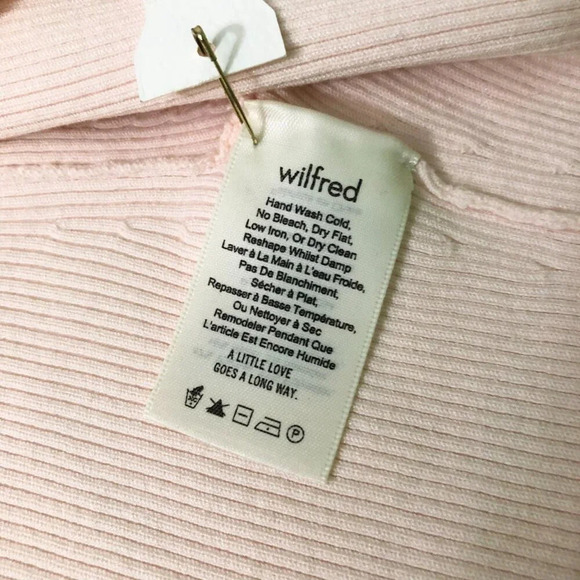 wilfred
Hand Wash Cold,
No Bleach, Dry Flat,
Low Iron, Or Dry Clean
Reshape Whilst Damp
Laver à La Main à L'eau Froide,
Pas De Blanchiment,
Sécher à Plat,
Repasser à Basse Température,
Ou Nettoyer à Sec
Remodeler Pendant Que
L'article Est Encore Humide
A LITTLE LOVE
GOES A LONG WAY.
P